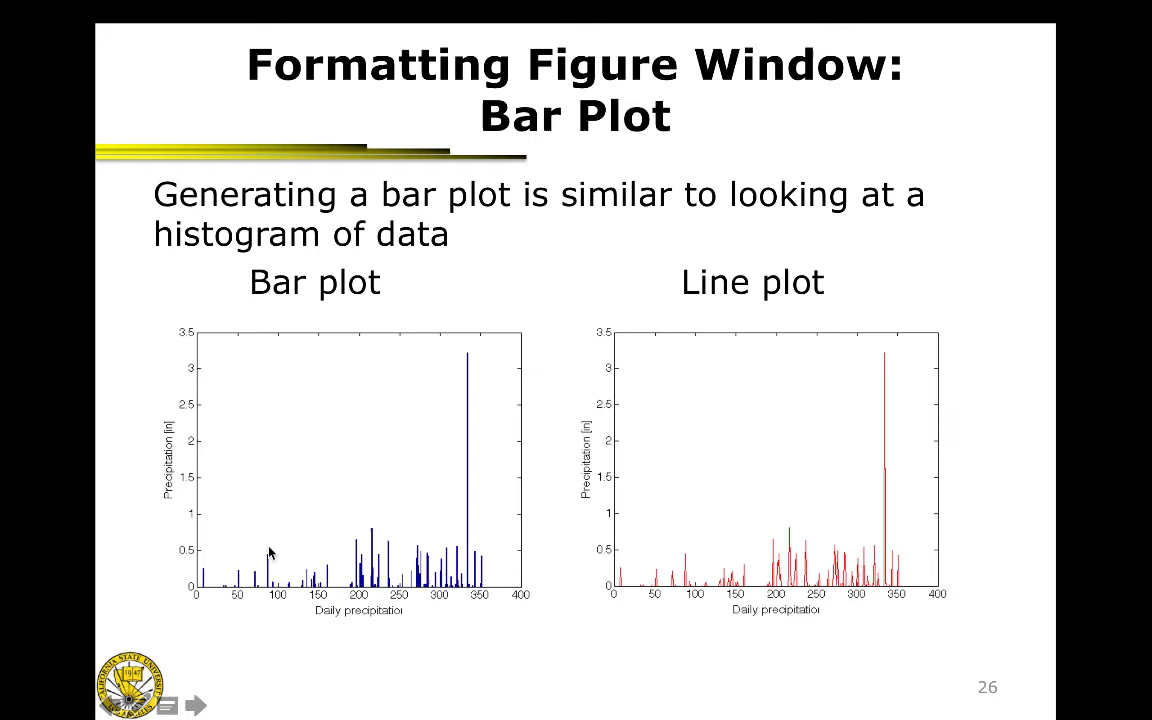 Formatting Figure Window:
Bar Plot
Generating a bar plot is similar to looking at a
histogram of data
Bar plot
Line plot
3.5
3
2.5
2
1.5
1
0.5
0
Precipitation [in]
0 50 100 150 200 250 300 350 400
Daily precipitation
3.5
3
2.5
2
1.5
1
0.5
0
Precipitation [in]
0 50 100 150 200 250 300 350 400
Daily precipitation
1947
26